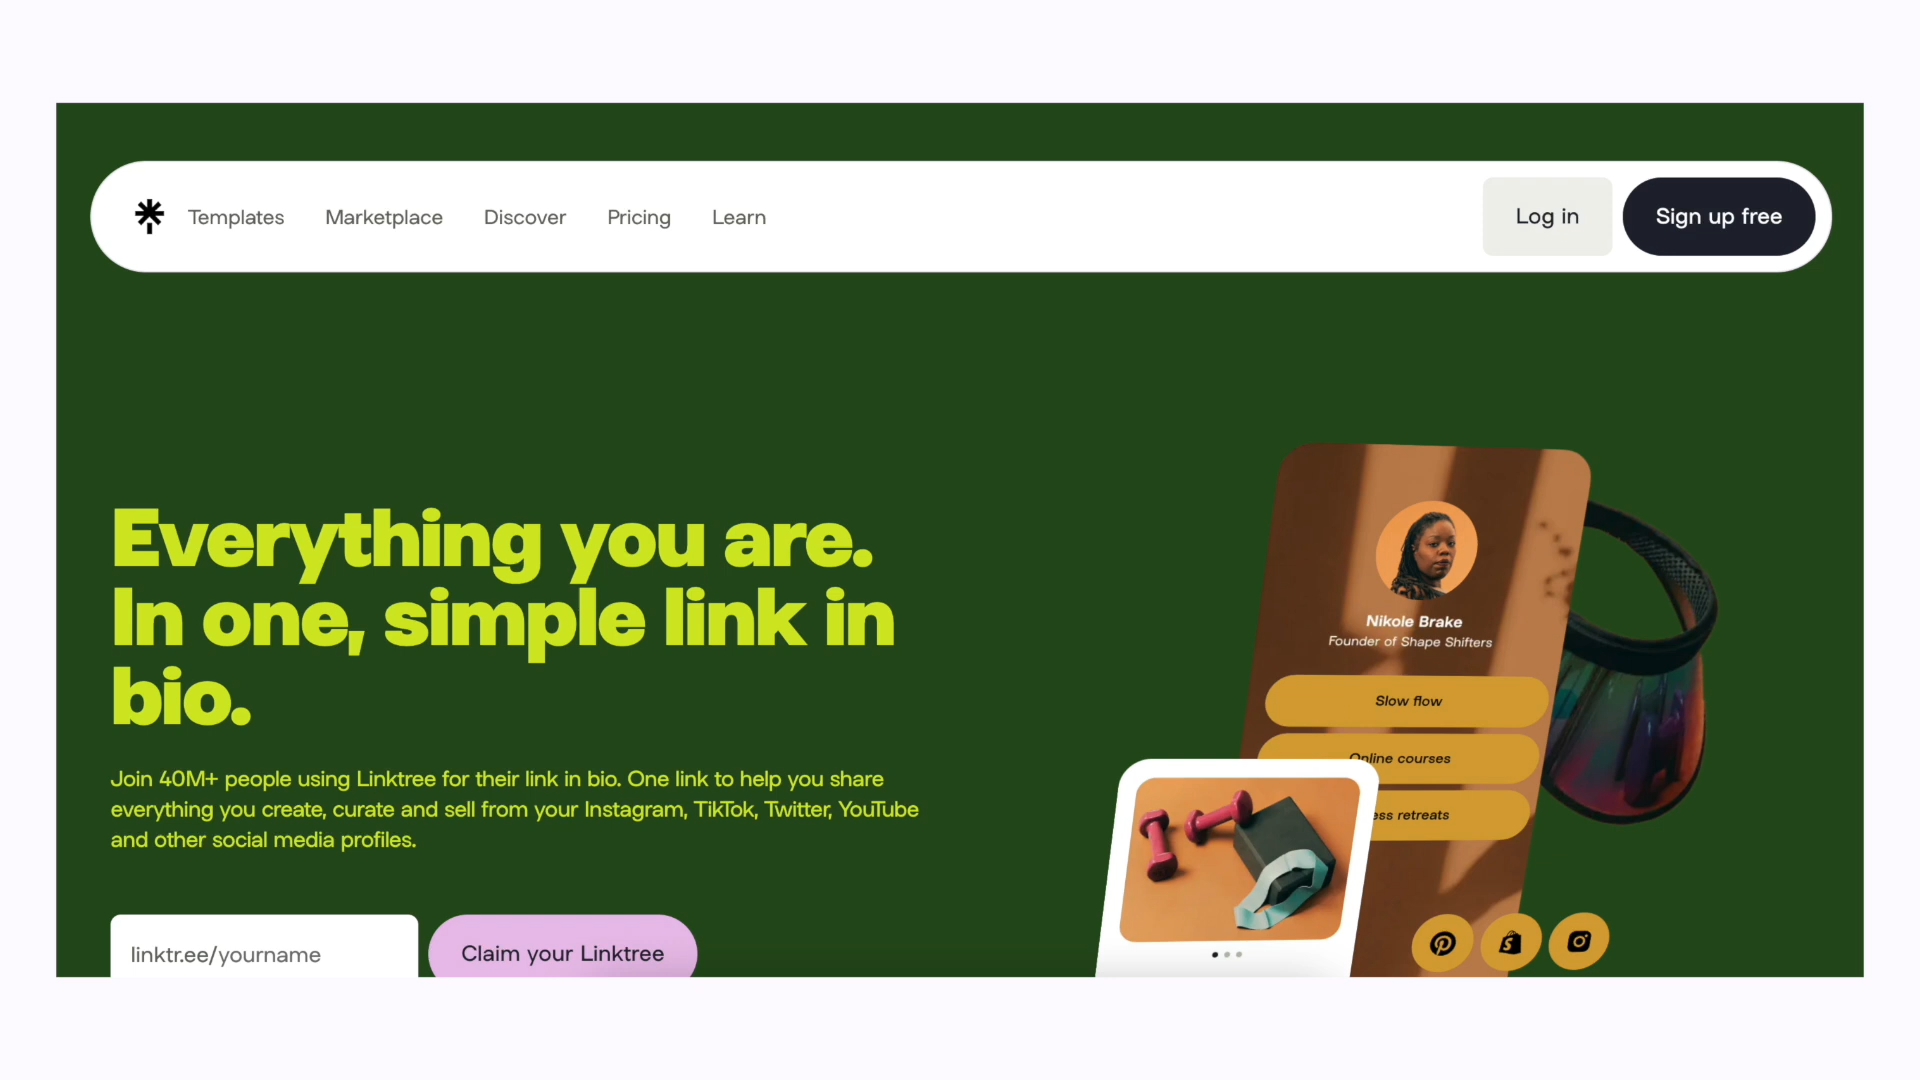 Templates Marketplace Discover Pricing Learn Log in Sign up free
Everything you are.
In one, simple link in
bio.
Join 40M+ people using Linktree for their link in bio. One link to help you share
everything you create, curate and sell from your Instagram, TikTok, Twitter, YouTube
and other social media profiles.
linktr.ee/yourname
Claim your Linktree
Nikole Brake
Founder of Shape Shifters
Slow flow
Online courses
retreats